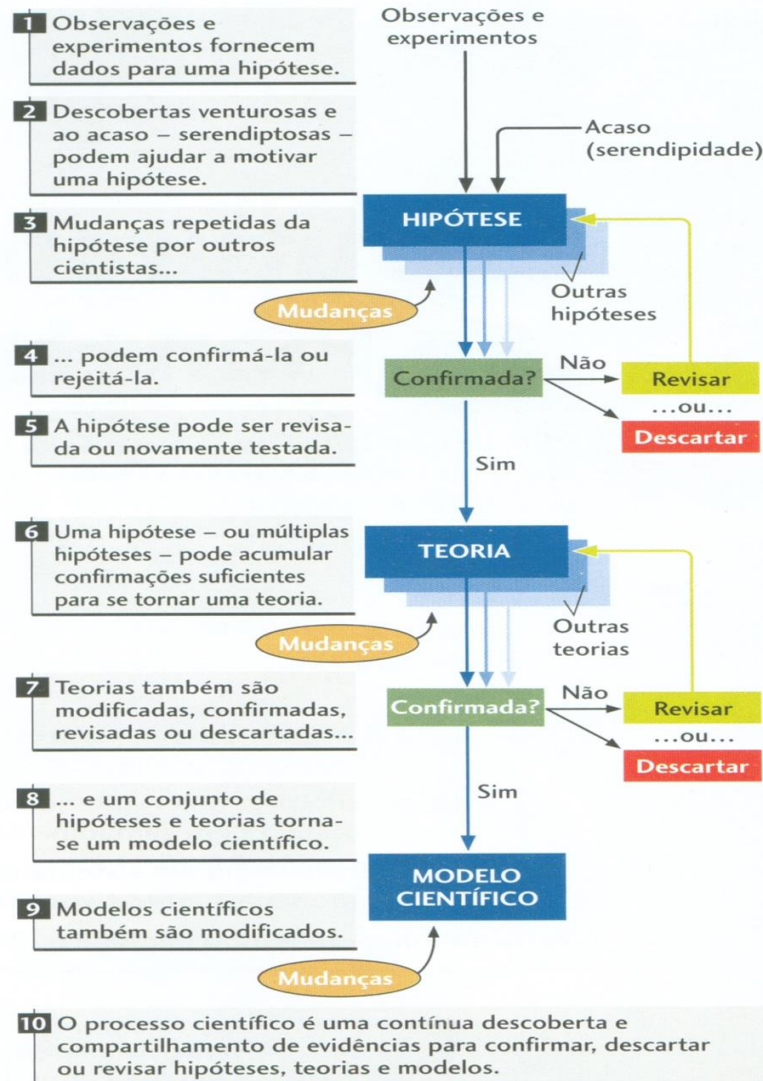 1 Observações e
experimentos fornecem
dados para uma hipótese.
2 Descobertas venturosas e
ao acaso – serendiptosas –
podem ajudar a motivar
uma hipótese.
3 Mudanças repetidas da
hipótese por outros
cientistas...
4 ... podem confirmá-la ou
rejeitá-la.
5 A hipótese pode ser revisa-
da ou novamente testada.
6 Uma hipótese – ou múltiplas
hipóteses – pode acumular
confirmações suficientes
para se tornar uma teoria.
7 Teorias também são
modificadas, confirmadas,
revisadas ou descartadas...
8 ... e um conjunto de
hipóteses e teorias torna-
se um modelo científico.
9 Modelos científicos
também são modificados.
Observações e
experimentos
Acaso
(serendipidade)
HIPÓTESE
Outras
hipóteses
Mudanças
Confirmada?
Não
Revisar
...ou...
Descartar
Sim
TEORIA
Outras
teorias
Mudanças
Confirmada?
Não
Revisar
...ou...
Descartar
Sim
MODELO
CIENTÍFICO
Mudanças
10 O processo científico é uma contínua descoberta e
compartilhamento de evidências para confirmar, descartar
ou revisar hipóteses, teorias e modelos.